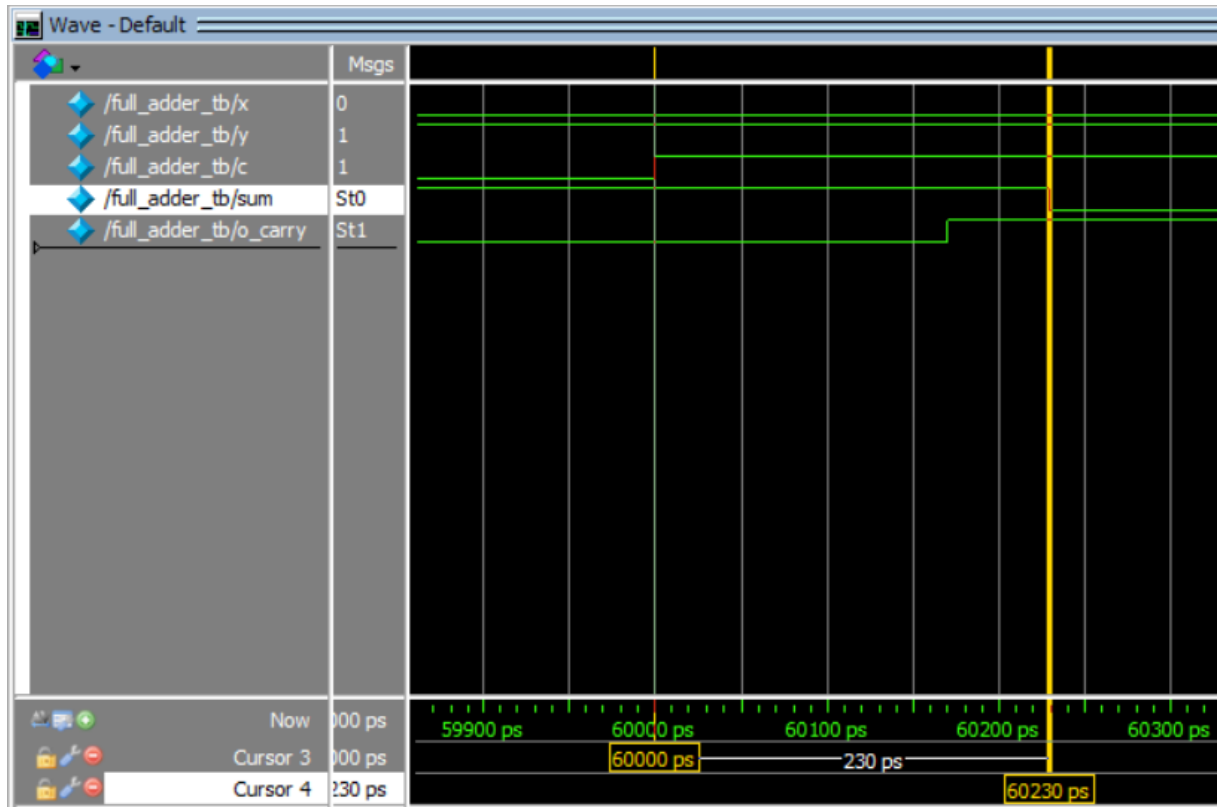 Wave - Default
Msgs
/full_adder_tb/x 0
/full_adder_tb/y 1
/full_adder_tb/c 1
/full_adder_tb/sum St0
/full_adder_tb/o_carry St1
Now 000 ps 59900 ps 60000 ps 60100 ps 60200 ps 60300 ps
Cursor 3 000 ps 60000 ps 230 ps
Cursor 4 230 ps 60230 ps